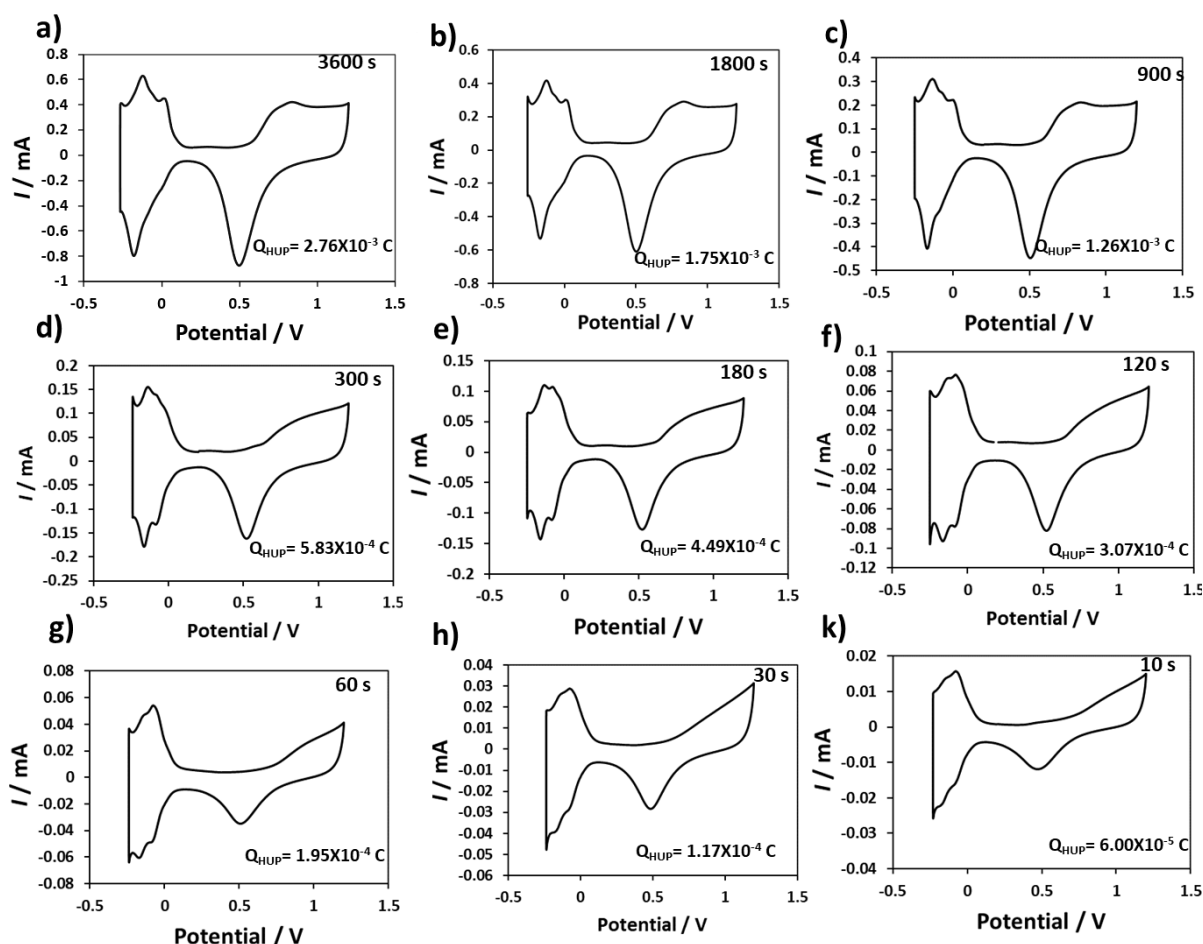 a)
3600 s
I / mA
0.8
0.6
0.4
0.2
0
-0.2
-0.4
-0.6
-0.8
-1
Q_HUP= 2.76X10⁻³ C
-0.5 0 0.5 1 1.5
Potential / V
b)
1800 s
I / mA
0.6
0.4
0.2
0
-0.2
-0.4
-0.6
-0.8
Q_HUP= 1.75X10⁻³ C
-0.5 0 0.5 1 1.5
Potential / V
c)
900 s
I / mA
0.4
0.3
0.2
0.1
0
-0.1
-0.2
-0.3
-0.4
-0.5
Q_HUP= 1.26X10⁻³ C
-0.5 0 0.5 1 1.5
Potential / V
d)
300 s
I / mA
0.2
0.15
0.1
0.05
0
-0.05
-0.1
-0.15
-0.2
-0.25
Q_HUP= 5.83X10⁻⁴ C
-0.5 0 0.5 1 1.5
Potential / V
e)
180 s
I / mA
0.15
0.1
0.05
0
-0.05
-0.1
-0.15
-0.2
Q_HUP= 4.49X10⁻⁴ C
-0.5 0 0.5 1 1.5
Potential / V
f)
120 s
I / mA
0.1
0.08
0.06
0.04
0.02
0
-0.02
-0.04
-0.06
-0.08
-0.1
-0.12
Q_HUP= 3.07X10⁻⁴ C
-0.5 0 0.5 1 1.5
Potential / V
g)
60 s
I / mA
0.08
0.06
0.04
0.02
0
-0.02
-0.04
-0.06
-0.08
Q_HUP= 1.95X10⁻⁴ C
-0.5 0 0.5 1 1.5
Potential / V
h)
30 s
I / mA
0.04
0.03
0.02
0.01
0
-0.01
-0.02
-0.03
-0.04
-0.05
-0.06
Q_HUP= 1.17X10⁻⁴ C
-0.5 0 0.5 1 1.5
Potential / V
k)
10 s
I / mA
0.02
0.01
0
-0.01
-0.02
-0.03
-0.04
Q_HUP= 6.00X10⁻⁵ C
-0.5 0 0.5 1 1.5
Potential / V